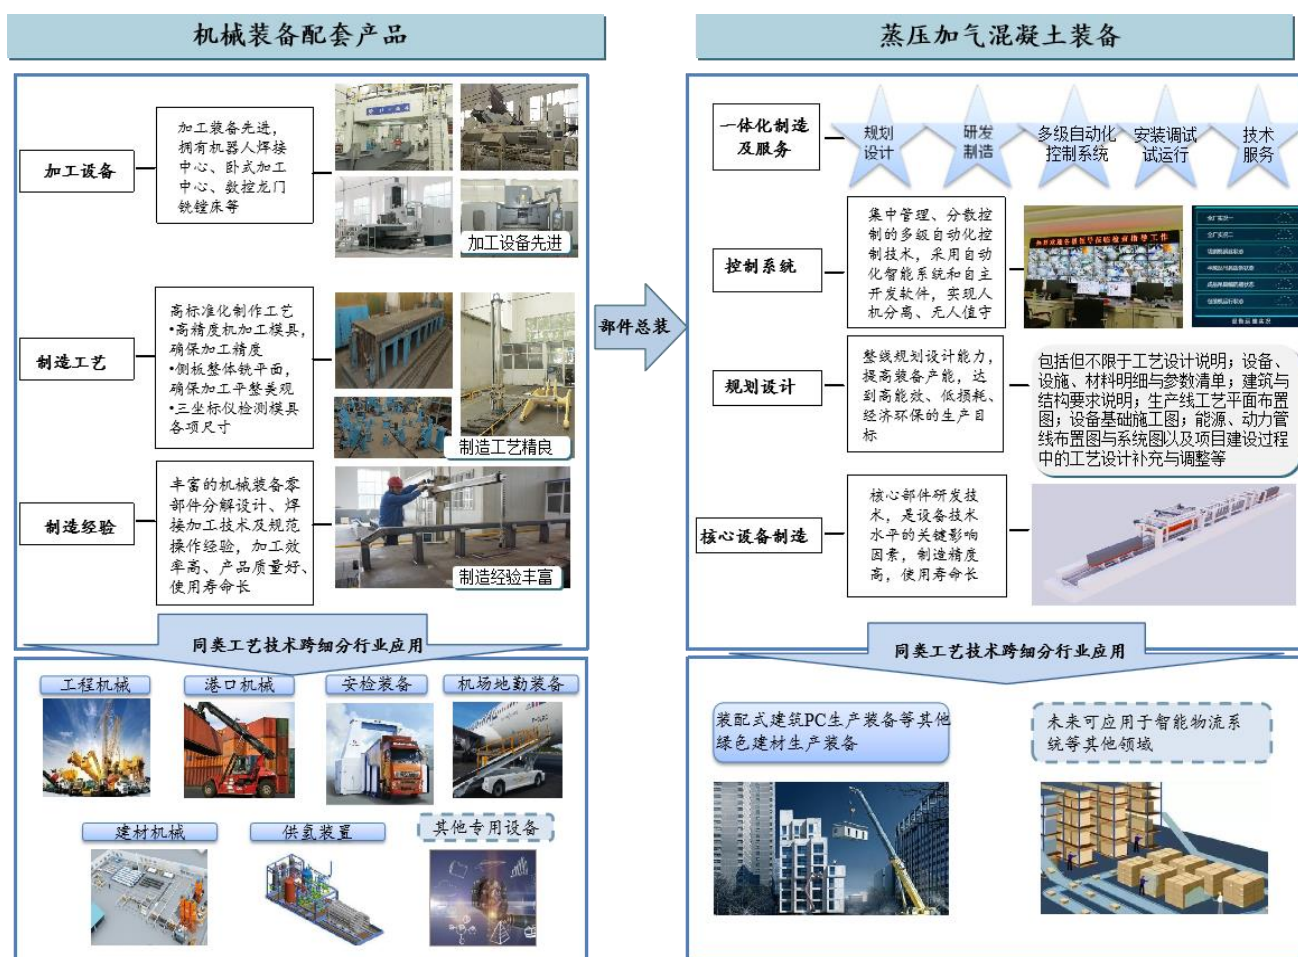 机械装备配套产品
加工设备
加工装备先进，
拥有机器人焊接
中心、卧式加工
中心、数控龙门
铣镗床等
加工设备先进
制造工艺
高标准化制作工艺
•高精度机加工模具，
确保加工精度
•侧板整体铣平面，
确保加工平整美观
•三坐标仪检测模具
各项尺寸
制造工艺精良
制造经验
丰富的机械装备零
部件分解设计、焊
接加工技术及规范
操作经验，加工效
率高、产品质量好、
使用寿命长
制造经验丰富
同类工艺技术跨细分行业应用
工程机械
港口机械
安检装备
机场地勤装备
建材机械
供氢装置
其他专用设备
部件总装
蒸压加气混凝土装备
一体化制造
及服务
规划
设计
研发
制造
多级自动化
控制系统
安装调试
试运行
技术
服务
控制系统
集中管理、分散控
制的多级自动化控
制技术，采用自动
化智能系统和自主
开发软件，实现人
机分离、无人值守
规划设计
整线规划设计能力，
提高装备产能，达
到高能效、低损耗、
经济环保的生产目
标
包括但不限于工艺设计说明；设备、
设施、材料明细与参数清单；建筑与
结构要求说明；生产线工艺平面布置
图；设备基础施工图；能源、动力管
线布置图与系统图以及项目建设过程
中的工艺设计补充与调整等
核心设备制造
核心部件研发技
术，是设备技术
水平的关键影响
因素，制造精度
高，使用寿命长
同类工艺技术跨细分行业应用
装配式建筑PC生产装备等其他
绿色建材生产装备
未来可应用于智能物流系
统等其他领域